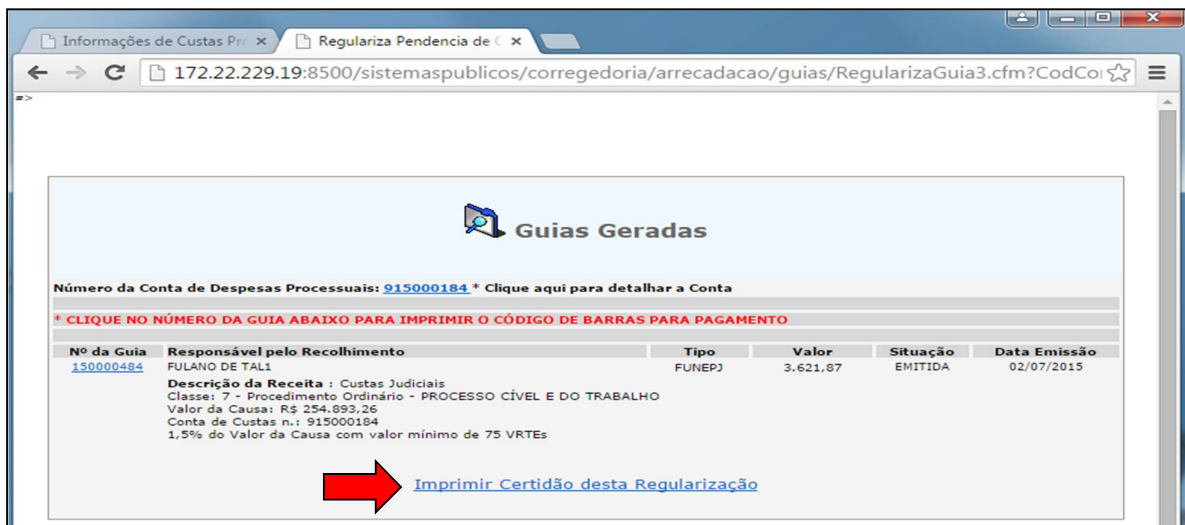 Informações de Custas Pro
Regulariza Pendencia de C
172.22.229.19:8500/sistemaspublicos/corregedoria/arrecadacao/guias/RegularizaGuia3.cfm?CodCo
=>
Guias Geradas
Número da Conta de Despesas Processuais: 915000184 * Clique aqui para detalhar a Conta
* CLIQUE NO NÚMERO DA GUIA ABAIXO PARA IMPRIMIR O CÓDIGO DE BARRAS PARA PAGAMENTO
Nº da Guia Responsável pelo Recolhimento Tipo Valor Situação Data Emissão
150000484 FULANO DE TAL1 FUNEPJ 3.621,87 EMITIDA 02/07/2015
Descrição da Receita : Custas Judiciais
Classe: 7 - Procedimento Ordinário - PROCESSO CÍVEL E DO TRABALHO
Valor da Causa: R$ 254.893,26
Conta de Custas n.: 915000184
1,5% do Valor da Causa com valor mínimo de 75 VRTEs
Imprimir Certidão desta Regularização